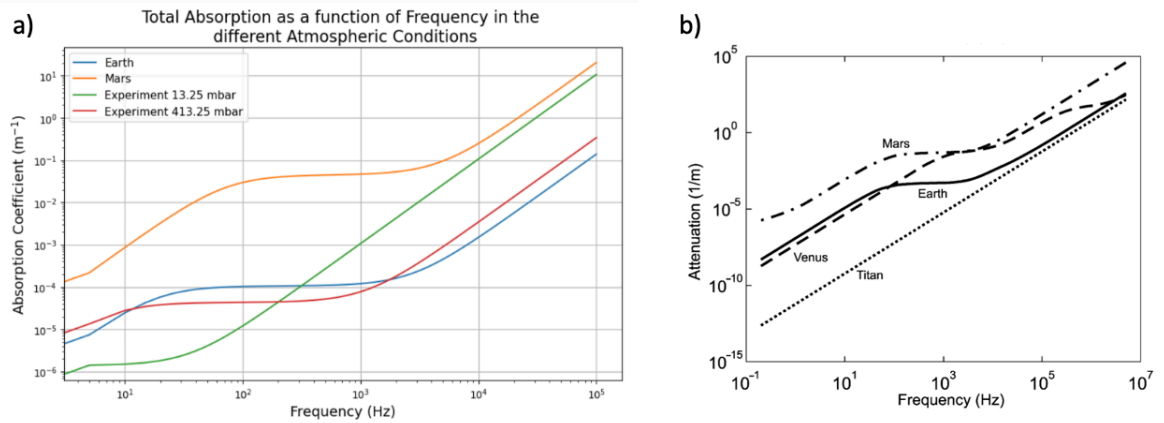 a)
Total Absorption as a function of Frequency in the
different Atmospheric Conditions
Earth
Mars
Experiment 13.25 mbar
Experiment 413.25 mbar
Absorption Coefficient (m⁻¹)
10¹
10⁰
10⁻¹
10⁻²
10⁻³
10⁻⁴
10⁻⁵
10⁻⁶
10¹ 10² 10³ 10⁴ 10⁵
Frequency (Hz)
b)
Attenuation (1/m)
10⁵
10⁰
10⁻⁵
10⁻¹⁰
10⁻¹⁵
Mars
Earth
Venus
Titan
10⁻¹ 10¹ 10³ 10⁵ 10⁷
Frequency (Hz)